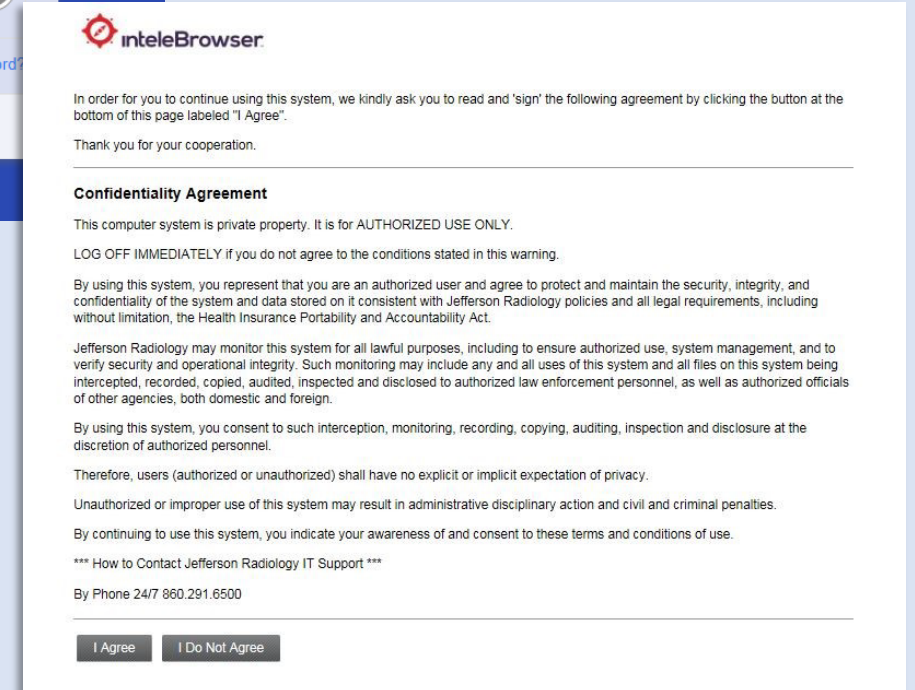 inteleBrowser
ord?
In order for you to continue using this system, we kindly ask you to read and 'sign' the following agreement by clicking the button at the
bottom of this page labeled "I Agree".
Thank you for your cooperation.
Confidentiality Agreement
This computer system is private property. It is for AUTHORIZED USE ONLY.
LOG OFF IMMEDIATELY if you do not agree to the conditions stated in this warning.
By using this system, you represent that you are an authorized user and agree to protect and maintain the security, integrity, and
confidentiality of the system and data stored on it consistent with Jefferson Radiology policies and all legal requirements, including
without limitation, the Health Insurance Portability and Accountability Act.
Jefferson Radiology may monitor this system for all lawful purposes, including to ensure authorized use, system management, and to
verify security and operational integrity. Such monitoring may include any and all uses of this system and all files on this system being
intercepted, recorded, copied, audited, inspected and disclosed to authorized law enforcement personnel, as well as authorized officials
of other agencies, both domestic and foreign.
By using this system, you consent to such interception, monitoring, recording, copying, auditing, inspection and disclosure at the
discretion of authorized personnel.
Therefore, users (authorized or unauthorized) shall have no explicit or implicit expectation of privacy.
Unauthorized or improper use of this system may result in administrative disciplinary action and civil and criminal penalties.
By continuing to use this system, you indicate your awareness of and consent to these terms and conditions of use.
*** How to Contact Jefferson Radiology IT Support ***
By Phone 24/7 860.291.6500
I Agree I Do Not Agree